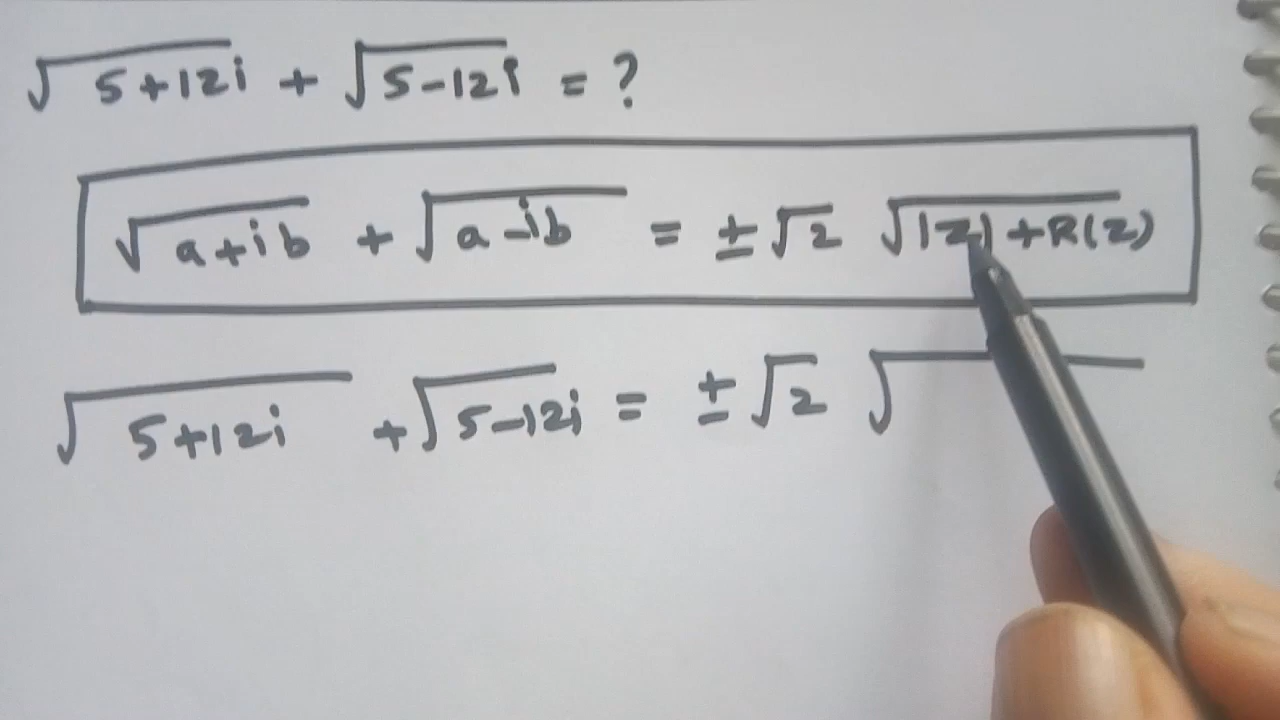 √5+12i + √5-12i = ?
√a+ib + √a-ib = ±√2 √|z|+R(z)
√5+12i + √5-12i = ±√2 √